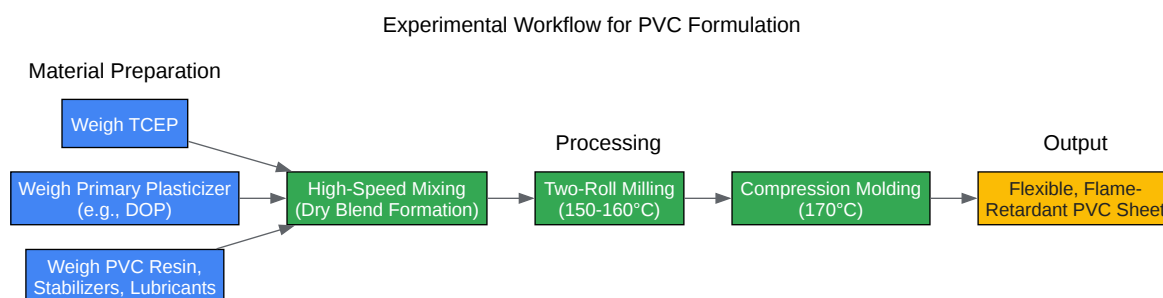 Experimental Workflow for PVC Formulation
Material Preparation
Weigh TCEP
Weigh Primary Plasticizer
(e.g., DOP)
Weigh PVC Resin,
Stabilizers, Lubricants
Processing
High-Speed Mixing
(Dry Blend Formation)
Two-Roll Milling
(150-160°C)
Compression Molding
(170°C)
Output
Flexible, Flame-
Retardant PVC Sheet